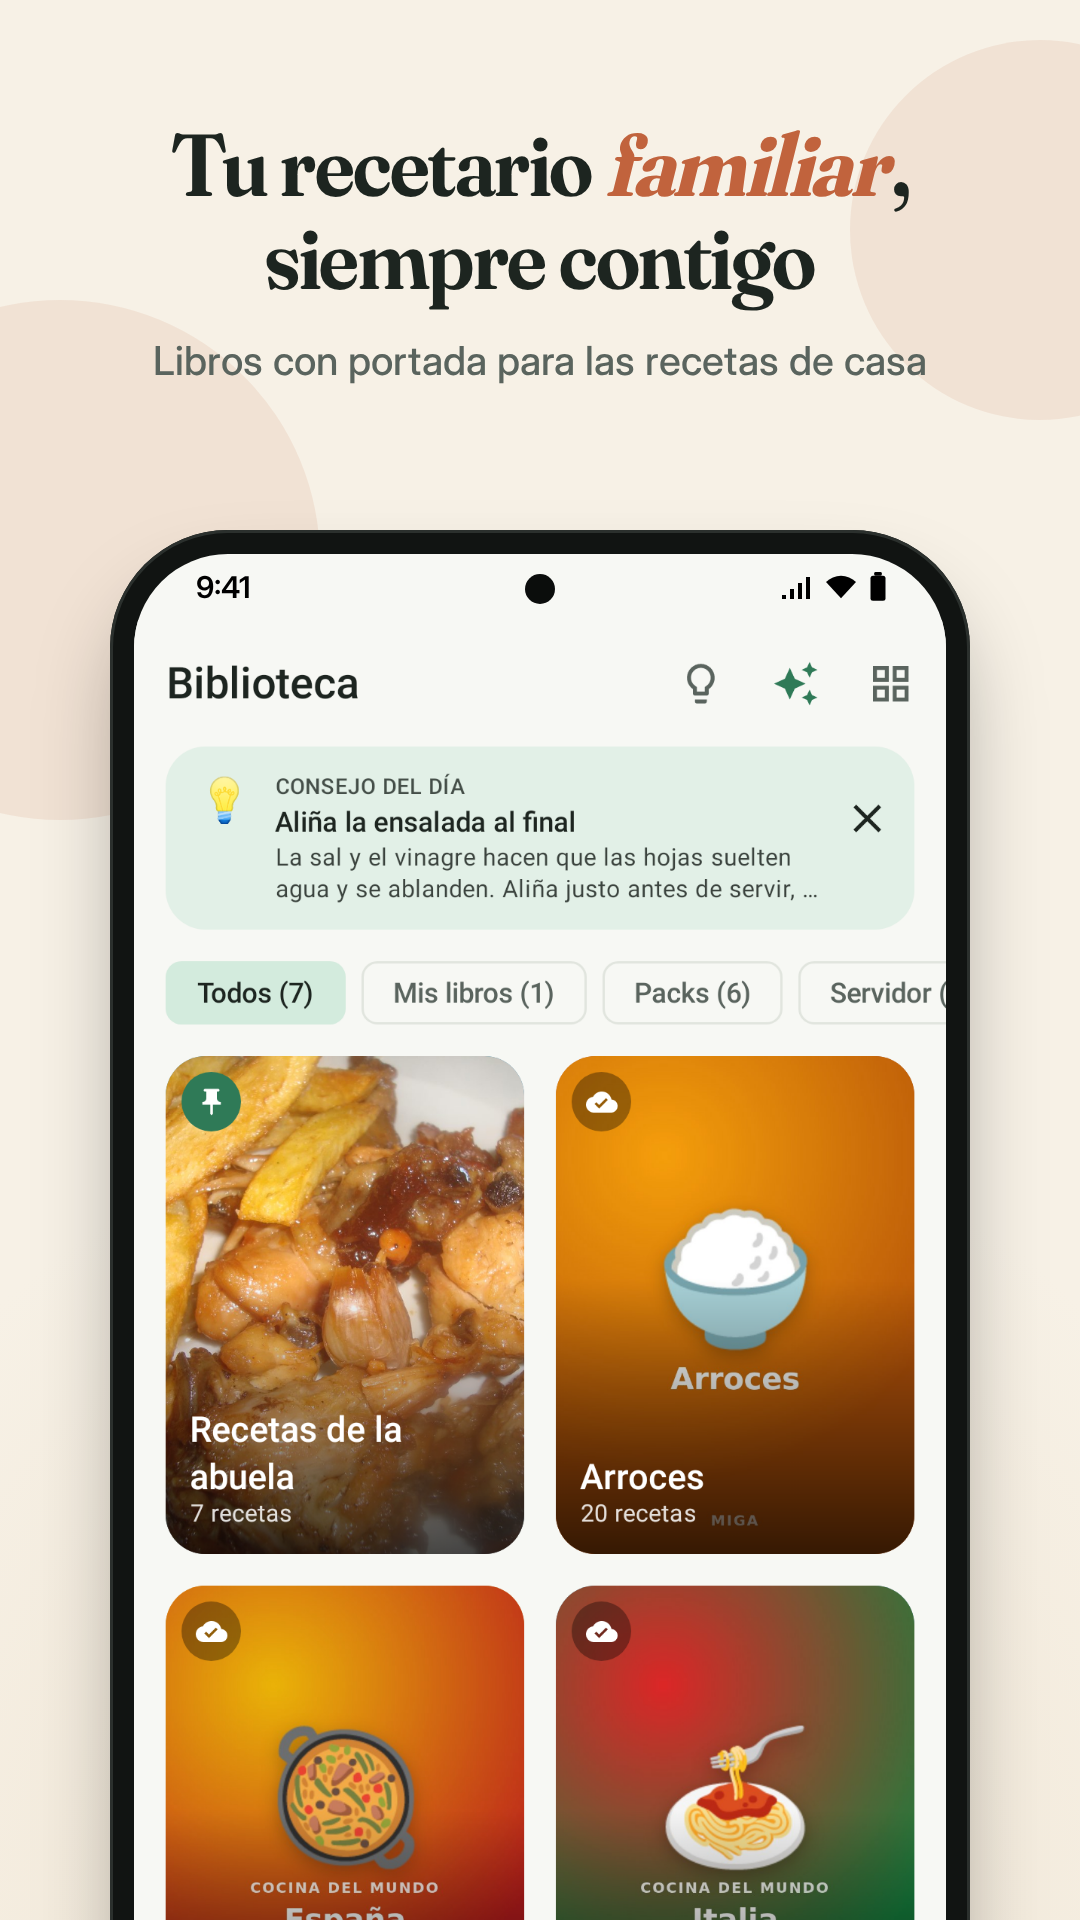 Tu recetario familiar,
siempre contigo
Libros con portada para las recetas de casa
9:41
Biblioteca
CONSEJO DEL DÍA
Aliña la ensalada al final
La sal y el vinagre hacen que las hojas suelten
agua y se ablanden. Aliña justo antes de servir, ...
Todos (7)
Mis libros (1)
Packs (6)
Servidor (
Recetas de la
abuela
7 recetas
Arroces
Arroces
20 recetas
MIGA
COCINA DEL MUNDO
España
COCINA DEL MUNDO
Italia